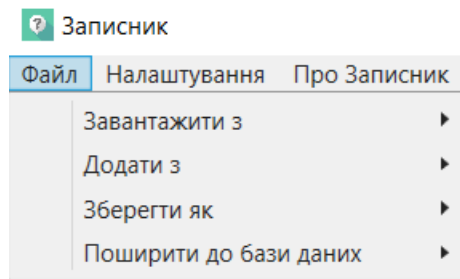 Записник
Файл Налаштування Про Записник
Завантажити з
Додати з
Зберегти як
Поширити до бази даних